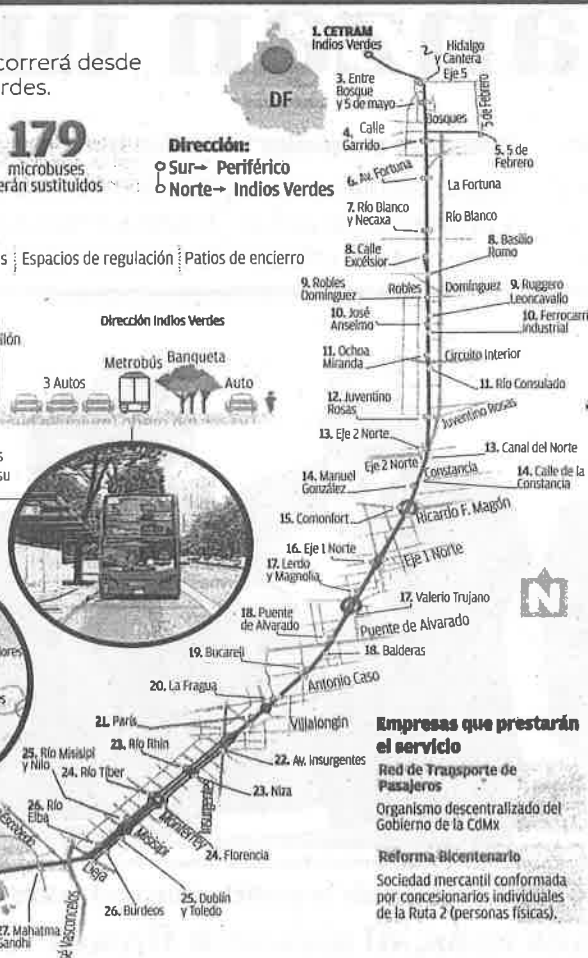 correrá desde
rdes.
179
microbuses
erán sustituidos
Dirección:
Sur→ Periférico
Norte→ Indios Verdes
DF
s | Espacios de regulación | Patios de encierro
Dirección Indios Verdes
3 Autos
Metrobús
Banqueta
Auto
su
1. CETRAM
Indios Verdes
2. Hidalgo
y Cantera
Eje 5
3. Entre
Bosque
y 5 de mayo
Bosques
5 de Febrero
4. Calle
Garrido
5. 5 de
Febrero
6. Av. Fortuna
La Fortuna
7. Río Blanco
y Necaxa
Río Blanco
8. Calle
Excélsior
8. Basilio
Romo
9. Robles
Domínguez
Robles Domínguez
9. Ruggero
Leoncavallo
10. José
Anselmo
10. Ferrocarri
Industrial
11. Ochoa
Miranda
Circuito Interior
11. Río Consulado
12. Juventino
Rosas
Juventino Rosas
13. Eje 2 Norte
13. Canal del Norte
Eje 2 Norte
Constancia
14. Manuel
González
14. Calle de la
Constancia
15. Comonfort
Ricardo F. Magón
16. Eje 1 Norte
Eje 1 Norte
17. Lerdo
y Magnolia
17. Valerio Trujano
18. Puente
de Alvarado
Puente de Alvarado
18. Balderas
19. Bucareli
Antonio Caso
20. La Fragua
Villalongín
21. París
22. Av. Insurgentes
23. Río Rhin
23. Niza
Insurgentes
24. Río Tíber
24. Florencia
Monterrey
25. Río Misisipi
y Nilo
Misisipi
25. Dublín
y Toledo
26. Río
Elba
Lieja
26. Burdeos
Escobedo
sé Vasconcelos
27. Mahatma
Gandhi
N
Empresas que prestarán
el servicio
Red de Transporte de
Pasajeros
Organismo descentralizado del
Gobierno de la CdMx
Reforma Bicentenario
Sociedad mercantil conformada
por concesionarios individuales
de la Ruta 2 (personas físicas).